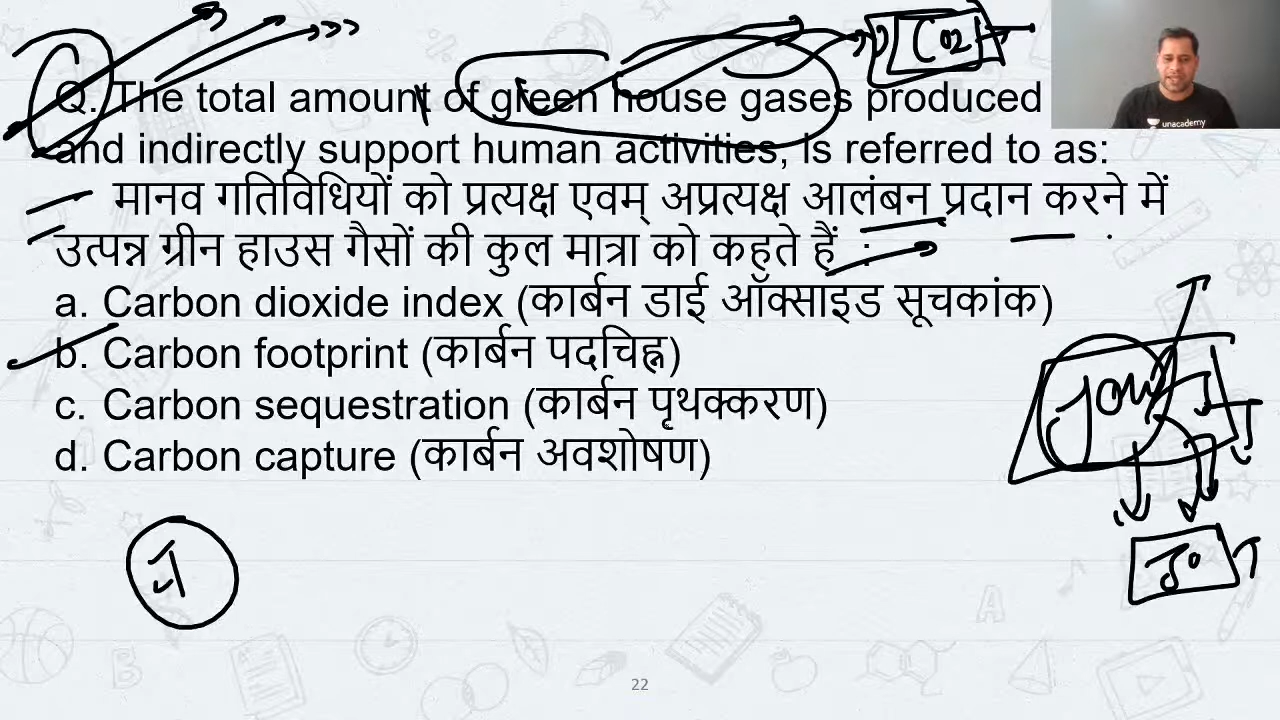 Q. The total amount of green house gases produced
and indirectly support human activities, is referred to as:
मानव गतिविधियों को प्रत्यक्ष एवम् अप्रत्यक्ष आलंबन प्रदान करने में
उत्पन्न ग्रीन हाउस गैसों की कुल मात्रा को कहते हैं :
a. Carbon dioxide index (कार्बन डाई ऑक्साइड सूचकांक)
b. Carbon footprint (कार्बन पदचिह्न)
c. Carbon sequestration (कार्बन पृथक्करण)
d. Carbon capture (कार्बन अवशोषण)
CO2
unacademy
22